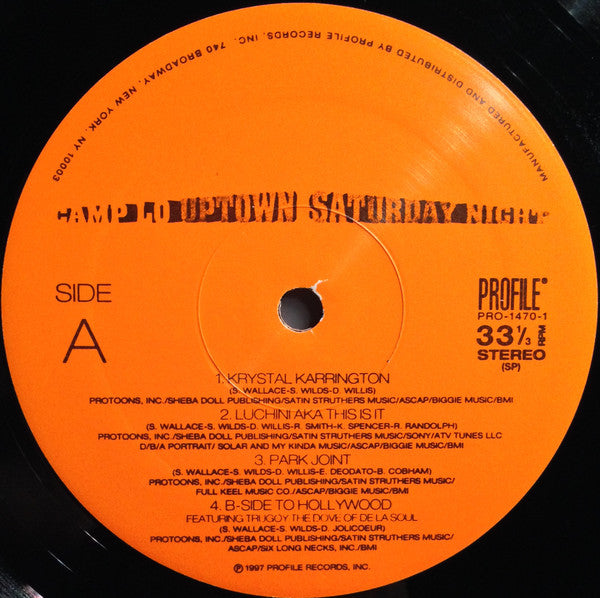 MANUFACTURED AND DISTRIBUTED BY PROFILE RECORDS, INC. 740 BROADWAY, NEW YORK, NY 10003
CAMP LO UPTOWN SATURDAY NIGHT
SIDE
A
PROFILE
PRO-1470-1
33 1/3 RPM
STEREO
(SP)
1. KRYSTAL KARRINGTON
(S. WALLACE-S. WILDS-D. WILLIS)
PROTOONS, INC./SHEBA DOLL PUBLISHING/SATIN STRUTHERS MUSIC/ASCAP/BIGGIE MUSIC/BMI
2. LUCHINI AKA THIS IS IT
(S. WALLACE-S. WILDS-D. WILLIS-R. SMITH-K. SPENCER-R. RANDOLPH)
PROTOONS, INC./SHEBA DOLL PUBLISHING/SATIN STRUTHERS MUSIC/SONY/ATV TUNES LLC
D/B/A PORTRAIT/ SOLAR AND MY KINDA MUSIC/ASCAP/BIGGIE MUSIC/BMI
3. PARK JOINT
(S. WALLACE-S. WILDS-D. WILLIS-E. DEODATO-B. COBHAM)
PROTOONS, INC./SHEBA DOLL PUBLISHING/SATIN STRUTHERS MUSIC/
FULL KEEL MUSIC CO./ASCAP/BIGGIE MUSIC/BMI
4. B-SIDE TO HOLLYWOOD
FEATURING TRUGOY THE DOVE OF DE LA SOUL
(S. WALLACE-S. WILDS-D. JOLICOEUR)
PROTOONS, INC./SHEBA DOLL PUBLISHING/SATIN STRUTHERS MUSIC/
ASCAP/SIX LONG NECKS, INC./BMI
℗ 1997 PROFILE RECORDS, INC.